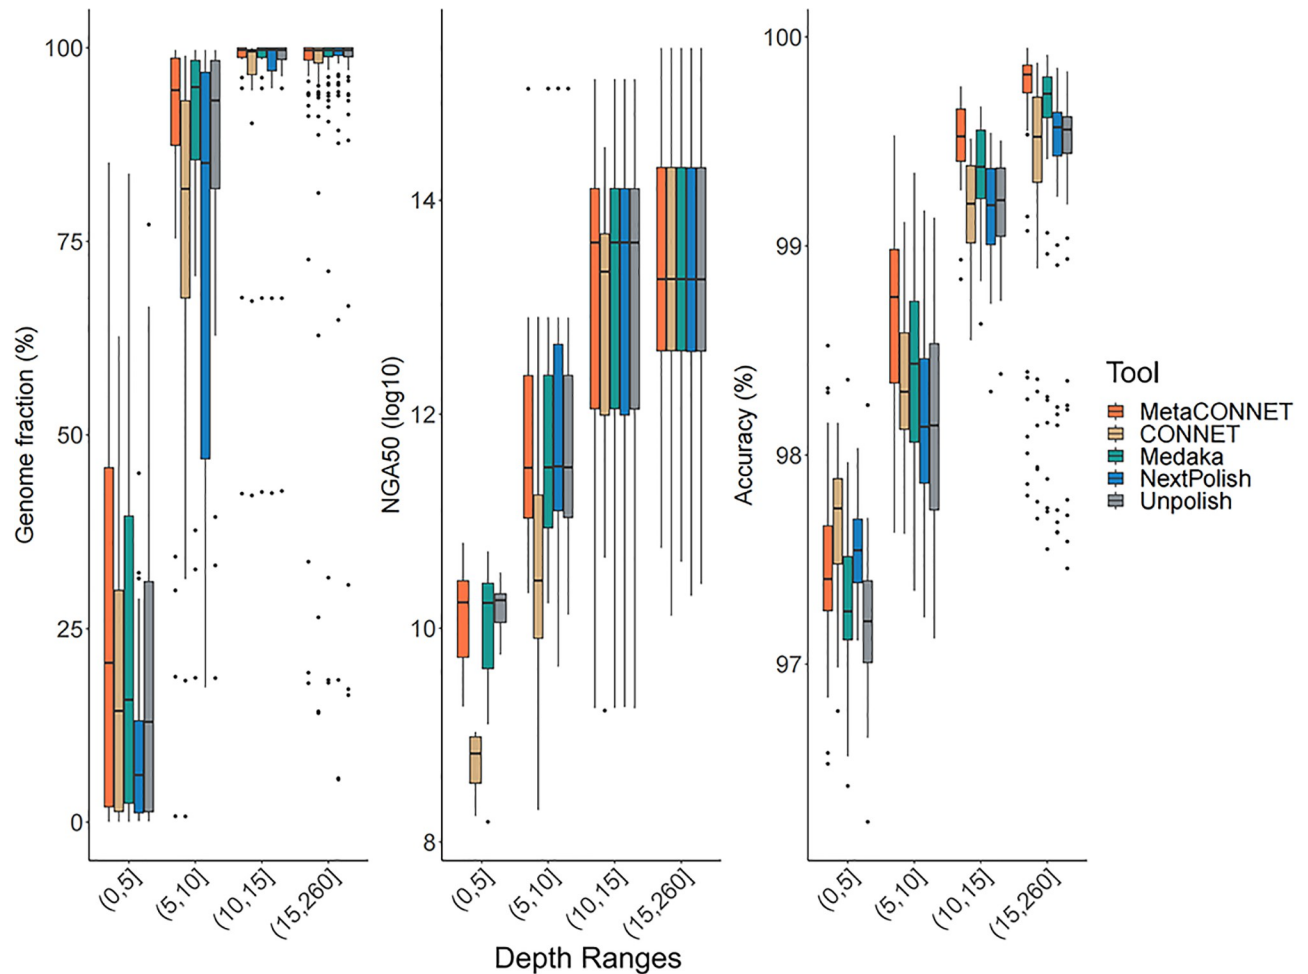 Genome fraction (%)
100
75
50
25
0
(0,5]
(5,10]
(10,15]
(15,260]
NGA50 (log10)
14
12
10
8
(0,5]
(5,10]
(10,15]
(15,260]
Accuracy (%)
100
99
98
97
(0,5]
(5,10]
(10,15]
(15,260]
Depth Ranges
Tool
MetaCONNET
CONNET
Medaka
NextPolish
Unpolish